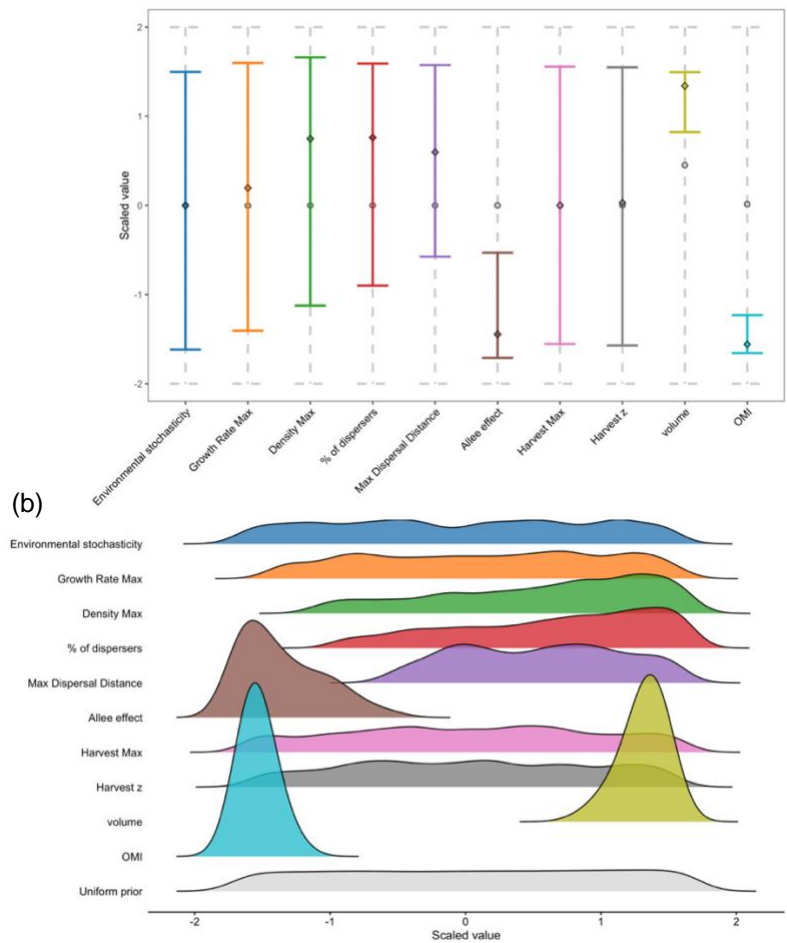 2
1
0
-1
-2
Scaled value
Environmental stochasticity
Growth Rate Max
Density Max
% of dispersers
Max Dispersal Distance
Allee effect
Harvest Max
Harvest z
volume
OMI
(b)
Environmental stochasticity
Growth Rate Max
Density Max
% of dispersers
Max Dispersal Distance
Allee effect
Harvest Max
Harvest z
volume
OMI
Uniform prior
-2 -1 0 1 2
Scaled value